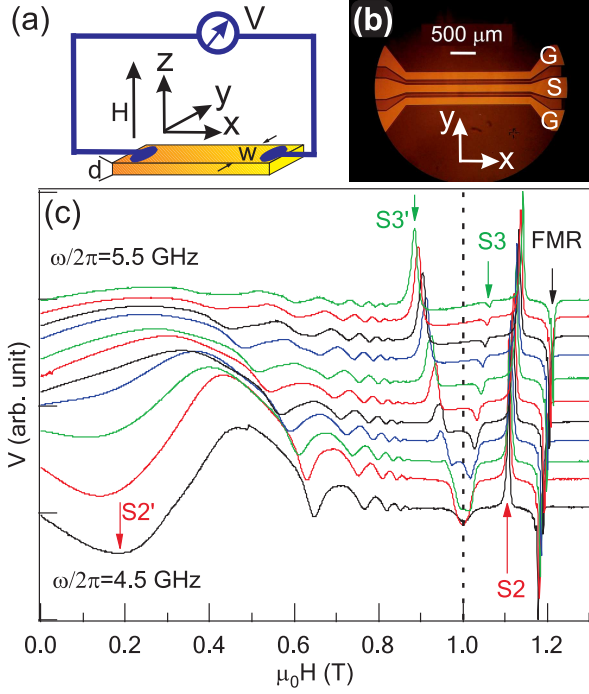 (a)
V
H
z
y
x
w
d
(b)
500 μm
G
S
G
y
x
(c)
S3'
S3
FMR
ω/2π=5.5 GHz
V (arb. unit)
S2'
S2
ω/2π=4.5 GHz
0.0 0.2 0.4 0.6 0.8 1.0 1.2
μ₀H (T)